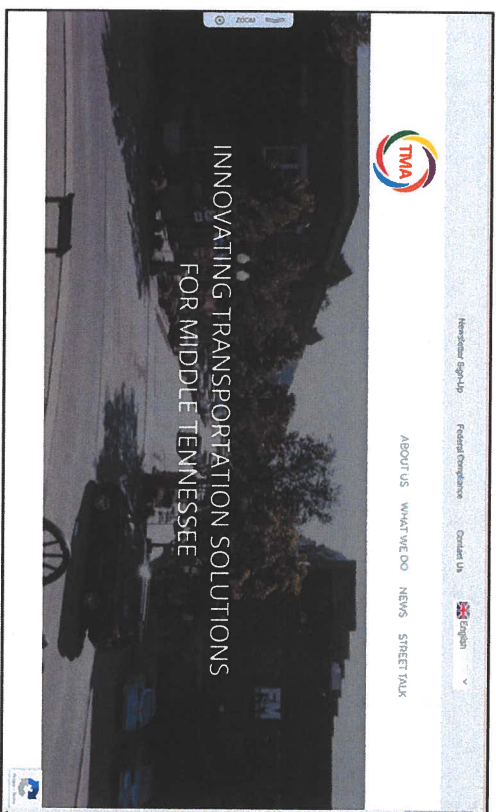 Newsletter Sign-Up Federal Compliance Contact Us English
TMA
ABOUT US WHAT WE DO NEWS STREET TALK
INNOVATING TRANSPORTATION SOLUTIONS
FOR MIDDLE TENNESSEE
ZOOM